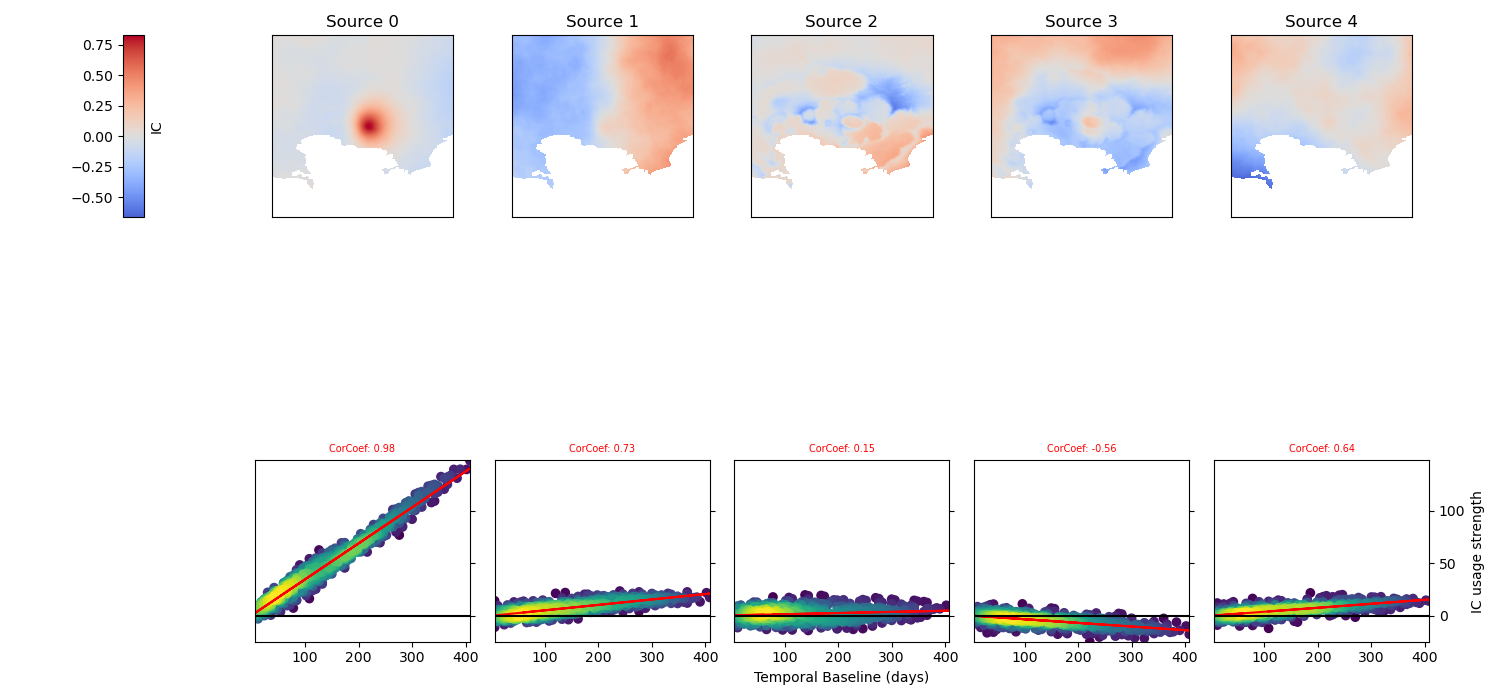 Source 0
Source 1
Source 2
Source 3
Source 4
0.75
0.50
0.25
0.00
−0.25
−0.50
IC
CorCoef: 0.98
CorCoef: 0.73
CorCoef: 0.15
CorCoef: -0.56
CorCoef: 0.64
100
50
0
IC usage strength
100 200 300 400
100 200 300 400
100 200 300 400
100 200 300 400
100 200 300 400
Temporal Baseline (days)